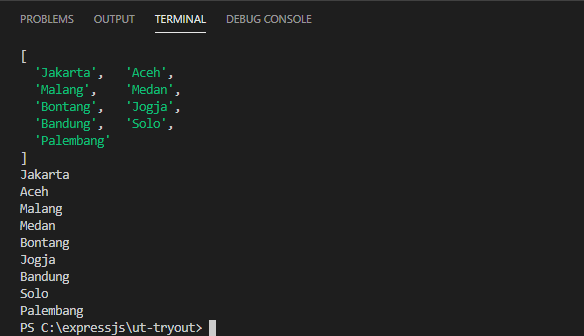 PROBLEMS OUTPUT TERMINAL DEBUG CONSOLE
[
'Jakarta', 'Aceh',
'Malang', 'Medan',
'Bontang', 'Jogja',
'Bandung', 'Solo',
'Palembang'
]
Jakarta
Aceh
Malang
Medan
Bontang
Jogja
Bandung
Solo
Palembang
PS C:\expressjs\ut-tryout>